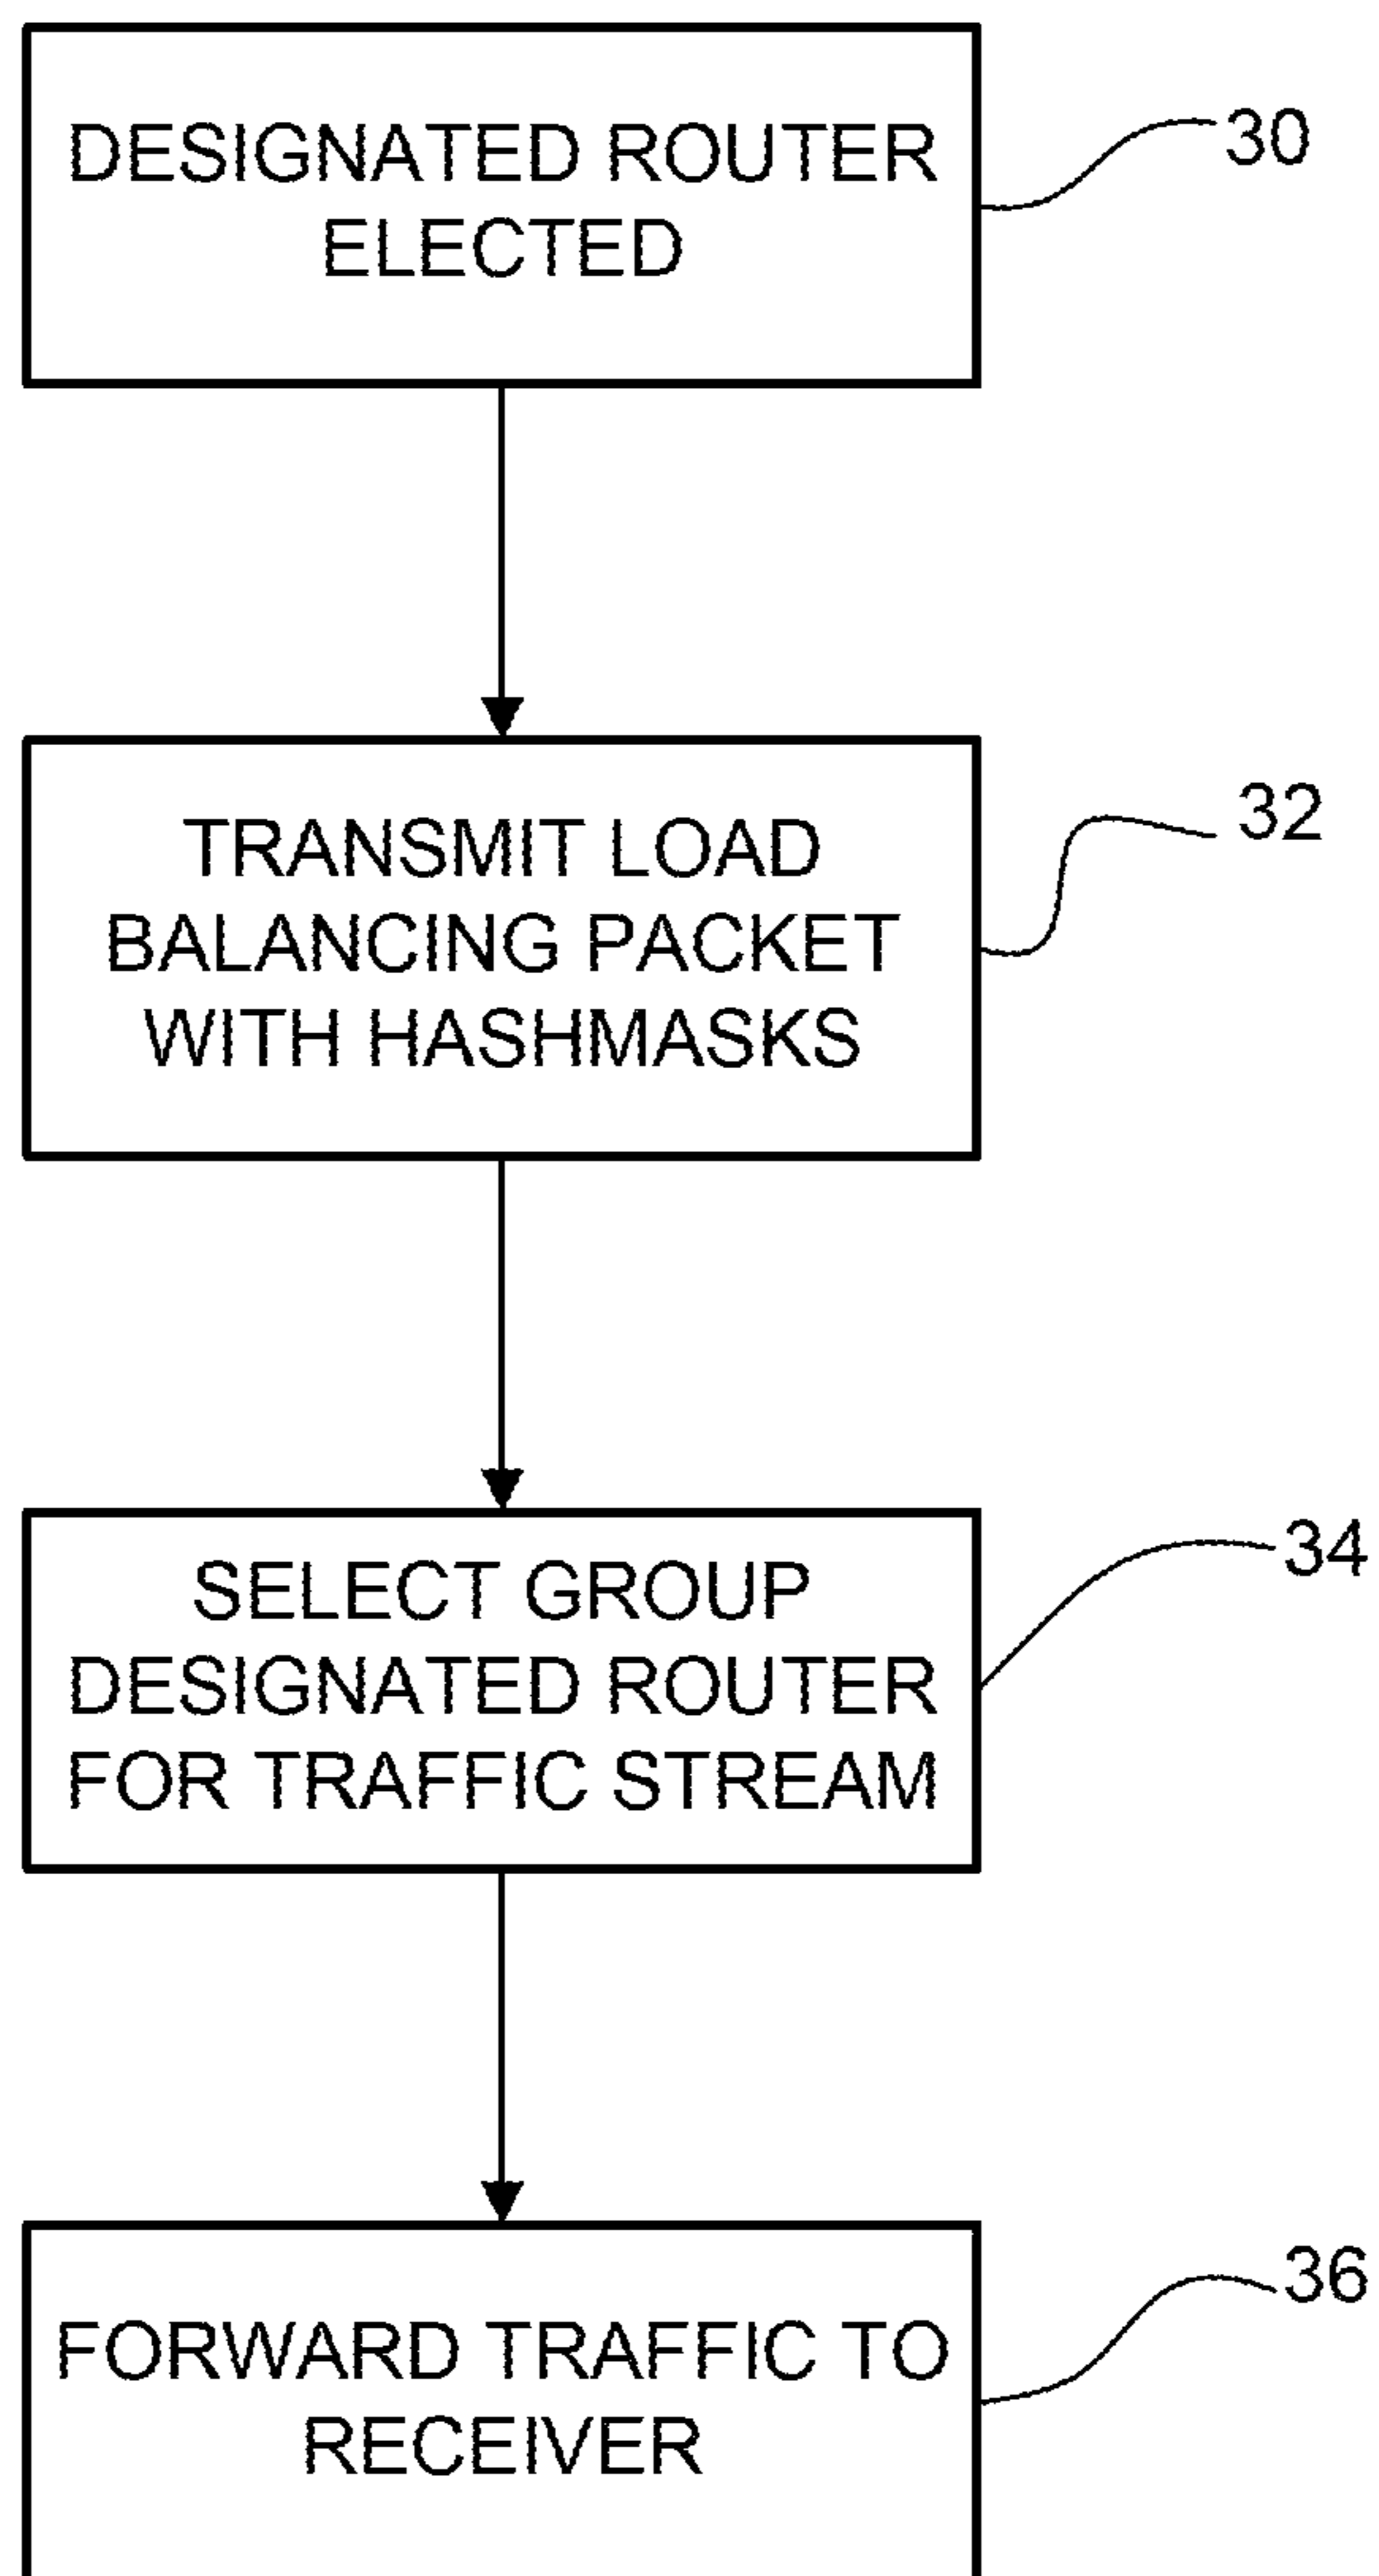 DESIGNATED ROUTER
ELECTED
30
TRANSMIT LOAD
BALANCING PACKET
WITH HASHMASKS
32
SELECT GROUP
DESIGNATED ROUTER
FOR TRAFFIC STREAM
34
FORWARD TRAFFIC TO
RECEIVER
36